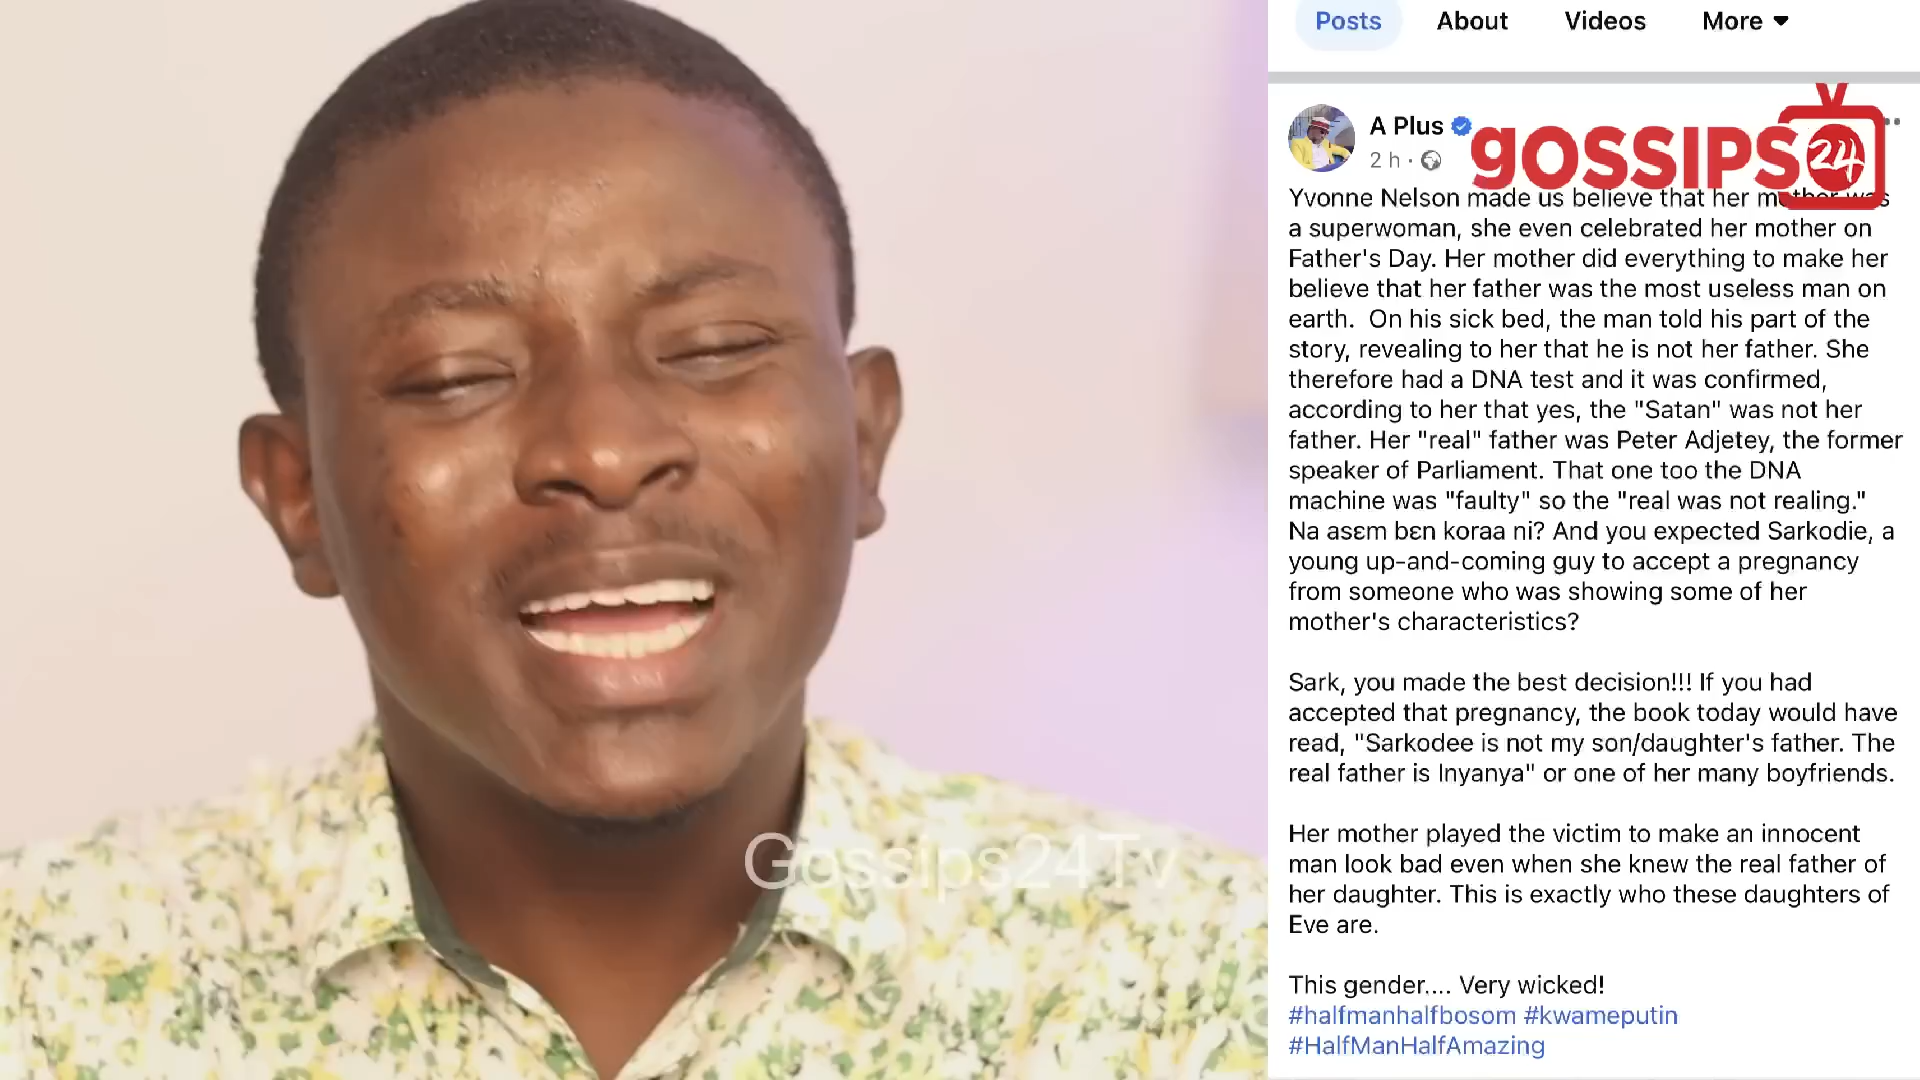 Posts About Videos More
A Plus
2 h
gOSSIPS24
Yvonne Nelson made us believe that her mother was
a superwoman, she even celebrated her mother on
Father's Day. Her mother did everything to make her
believe that her father was the most useless man on
earth.  On his sick bed, the man told his part of the
story, revealing to her that he is not her father. She
therefore had a DNA test and it was confirmed,
according to her that yes, the "Satan" was not her
father. Her "real" father was Peter Adjetey, the former
speaker of Parliament. That one too the DNA
machine was "faulty" so the "real was not realing."
Na asɛm bɛn koraa ni? And you expected Sarkodie, a
young up-and-coming guy to accept a pregnancy
from someone who was showing some of her
mother's characteristics?
Sark, you made the best decision!!! If you had
accepted that pregnancy, the book today would have
read, "Sarkodee is not my son/daughter's father. The
real father is Inyanya" or one of her many boyfriends.
Her mother played the victim to make an innocent
man look bad even when she knew the real father of
her daughter. This is exactly who these daughters of
Eve are.
This gender.... Very wicked!
#halfmanhalfbosom #kwameputin
#HalfManHalfAmazing
Gossips24Tv